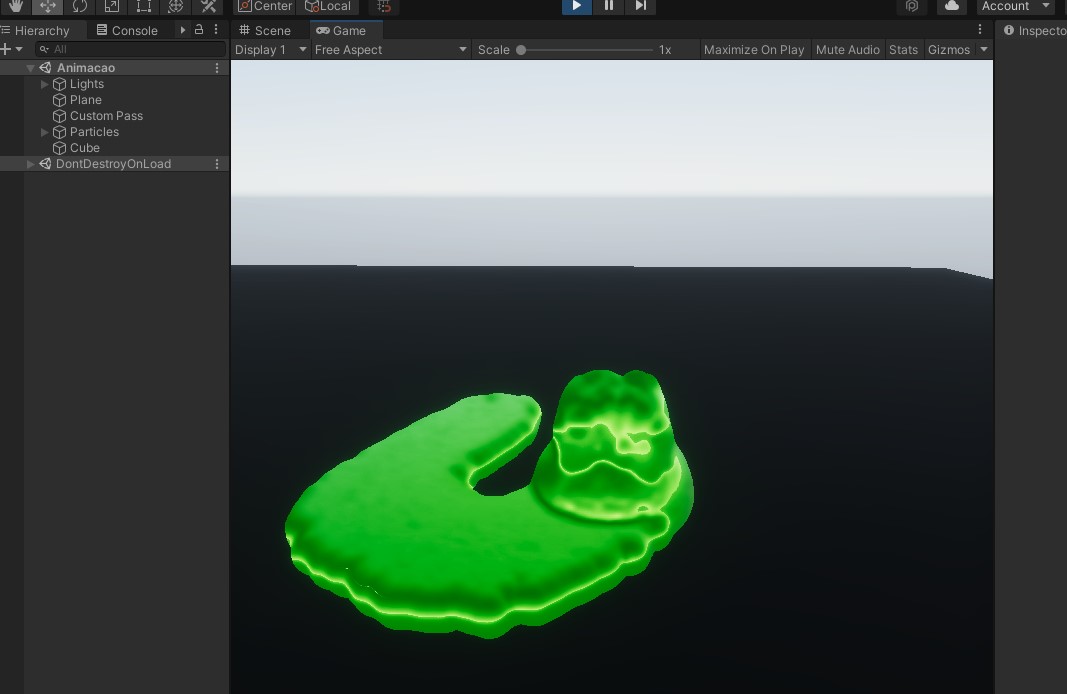 Center Local Account
Hierarchy Console
Scene Game
Inspecto
All
Display 1 Free Aspect Scale 1x Maximize On Play Mute Audio Stats Gizmos
Animacao
Lights
Plane
Custom Pass
Particles
Cube
DontDestroyOnLoad